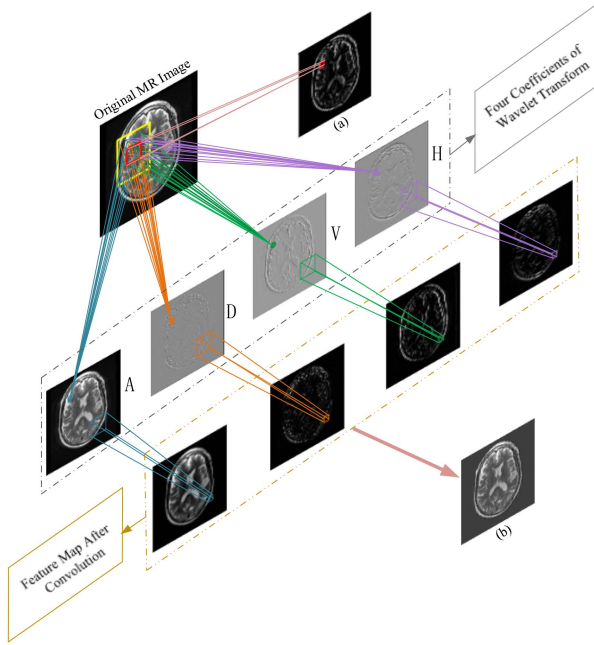 Original MR Image
(a)
Four Coefficients of
Wavelet Transform
H
V
D
A
(b)
Feature Map After
Convolution